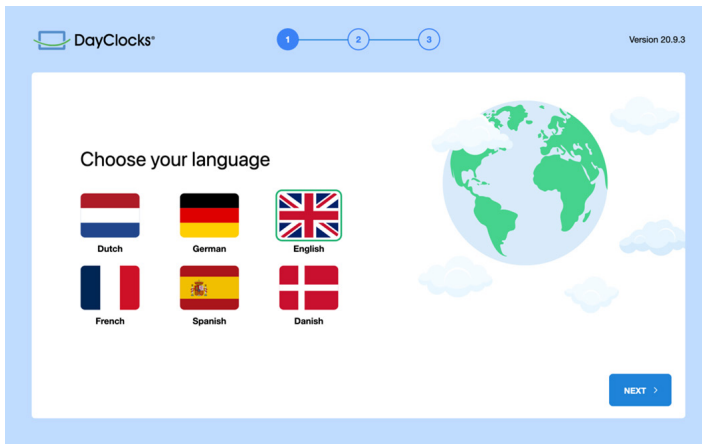 DayClocks®
1 2 3
Version 20.9.3
Choose your language
Dutch German English
French Spanish Danish
NEXT >